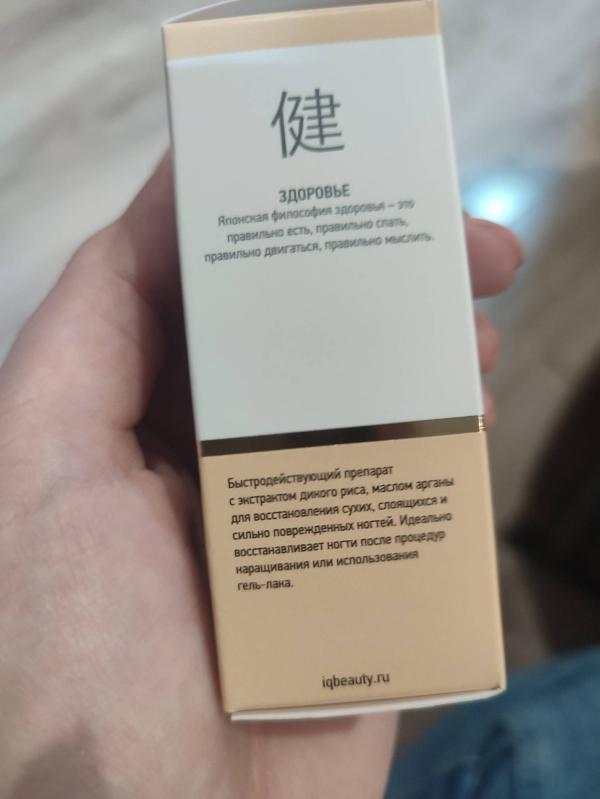 健
ЗДОРОВЬЕ
Японская философия здоровья – это
правильно есть, правильно спать,
правильно двигаться, правильно мыслить.
Быстродействующий препарат
с экстрактом дикого риса, маслом арганы
для восстановления сухих, слоящихся и
сильно поврежденных ногтей. Идеально
восстанавливает ногти после процедур
наращивания или использования
гель-лака.
iqbeauty.ru